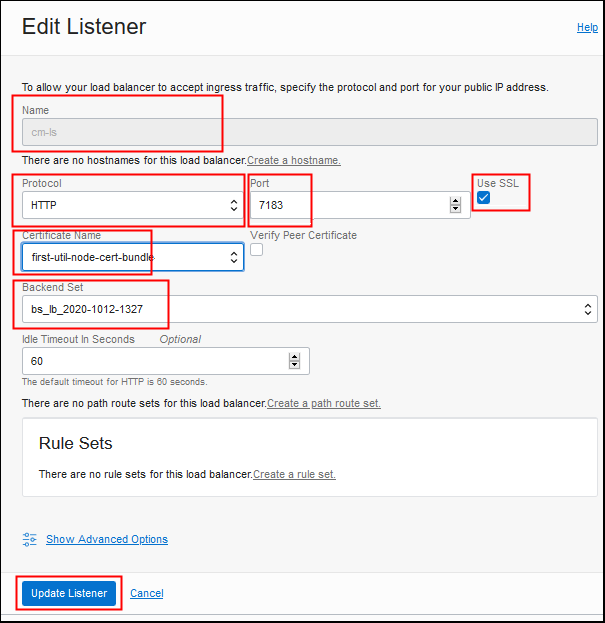 Edit Listener
Help
To allow your load balancer to accept ingress traffic, specify the protocol and port for your public IP address.
Name
cm-ls
There are no hostnames for this load balancer.Create a hostname.
Protocol Port Use SSL
HTTP 7183
Certificate Name Verify Peer Certificate
first-util-node-cert-bundle
Backend Set
bs_lb_2020-1012-1327
Idle Timeout In Seconds Optional
60
The default timeout for HTTP is 60 seconds.
There are no path route sets for this load balancer.Create a path route set.
Rule Sets
There are no rule sets for this load balancer.Create a rule set.
Show Advanced Options
Update Listener Cancel